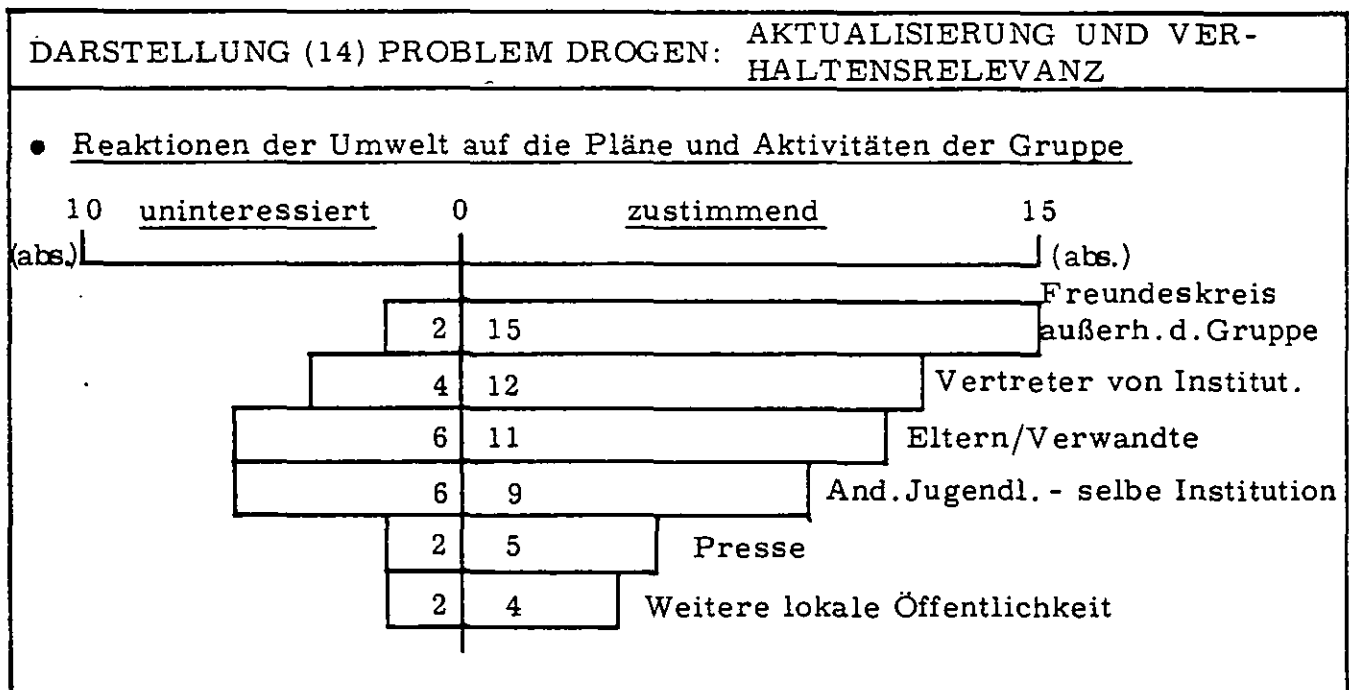 DARSTELLUNG (14) PROBLEM DROGEN: AKTUALISIERUNG UND VER-
HALTENSRELEVANZ
• Reaktionen der Umwelt auf die Pläne und Aktivitäten der Gruppe
10 uninteressiert 0 zustimmend 15
(abs.) (abs.)
Freundeskreis
2 15 außerh.d.Gruppe
4 12 Vertreter von Institut.
6 11 Eltern/Verwandte
6 9 And.Jugendl. - selbe Institution
2 5 Presse
2 4 Weitere lokale Öffentlichkeit